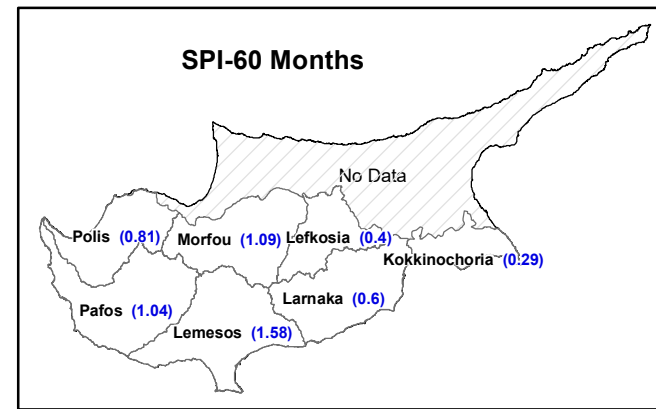 SPI-60 Months
No Data
Polis (0.81)
Morfou (1.09)
Lefkosia (0.4)
Kokkinochoria (0.29)
Pafos (1.04)
Larnaka (0.6)
Lemesos (1.58)